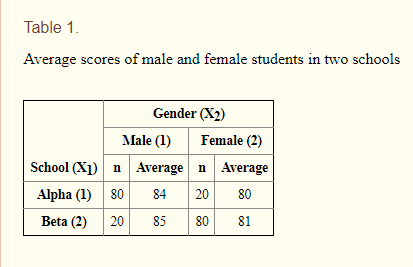 Table 1.
Average scores of male and female students in two schools
Gender (X2)
Male (1) Female (2)
School (X1) n Average n Average
Alpha (1) 80 84 20 80
Beta (2) 20 85 80 81